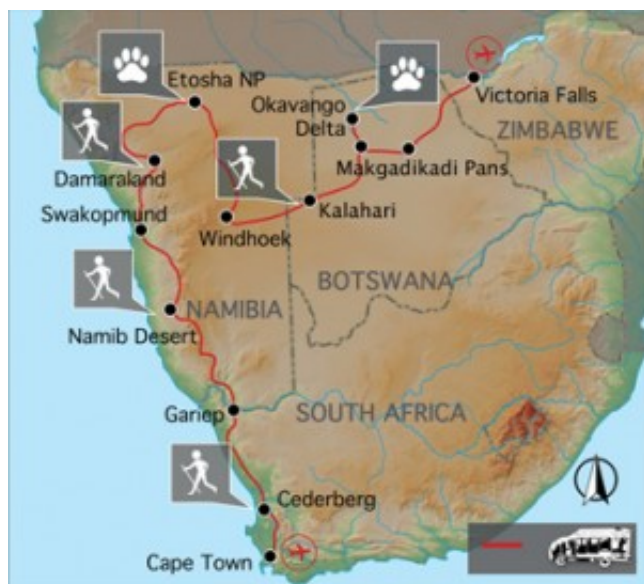 Etosha NP
Okavango
Delta
Victoria Falls
ZIMBABWE
Makgadikadi Pans
Damaraland
Kalahari
Swakopmund
Windhoek
BOTSWANA
NAMIBIA
Namib Desert
Gariep
SOUTH AFRICA
Cederberg
Cape Town